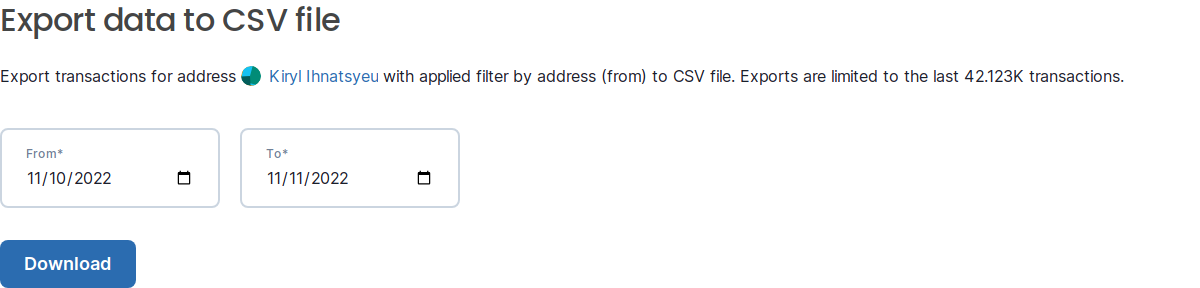 Export data to CSV file
Export transactions for address Kiryl Ihnatsyeu with applied filter by address (from) to CSV file. Exports are limited to the last 42.123K transactions.
From* To*
11/10/2022 11/11/2022
Download